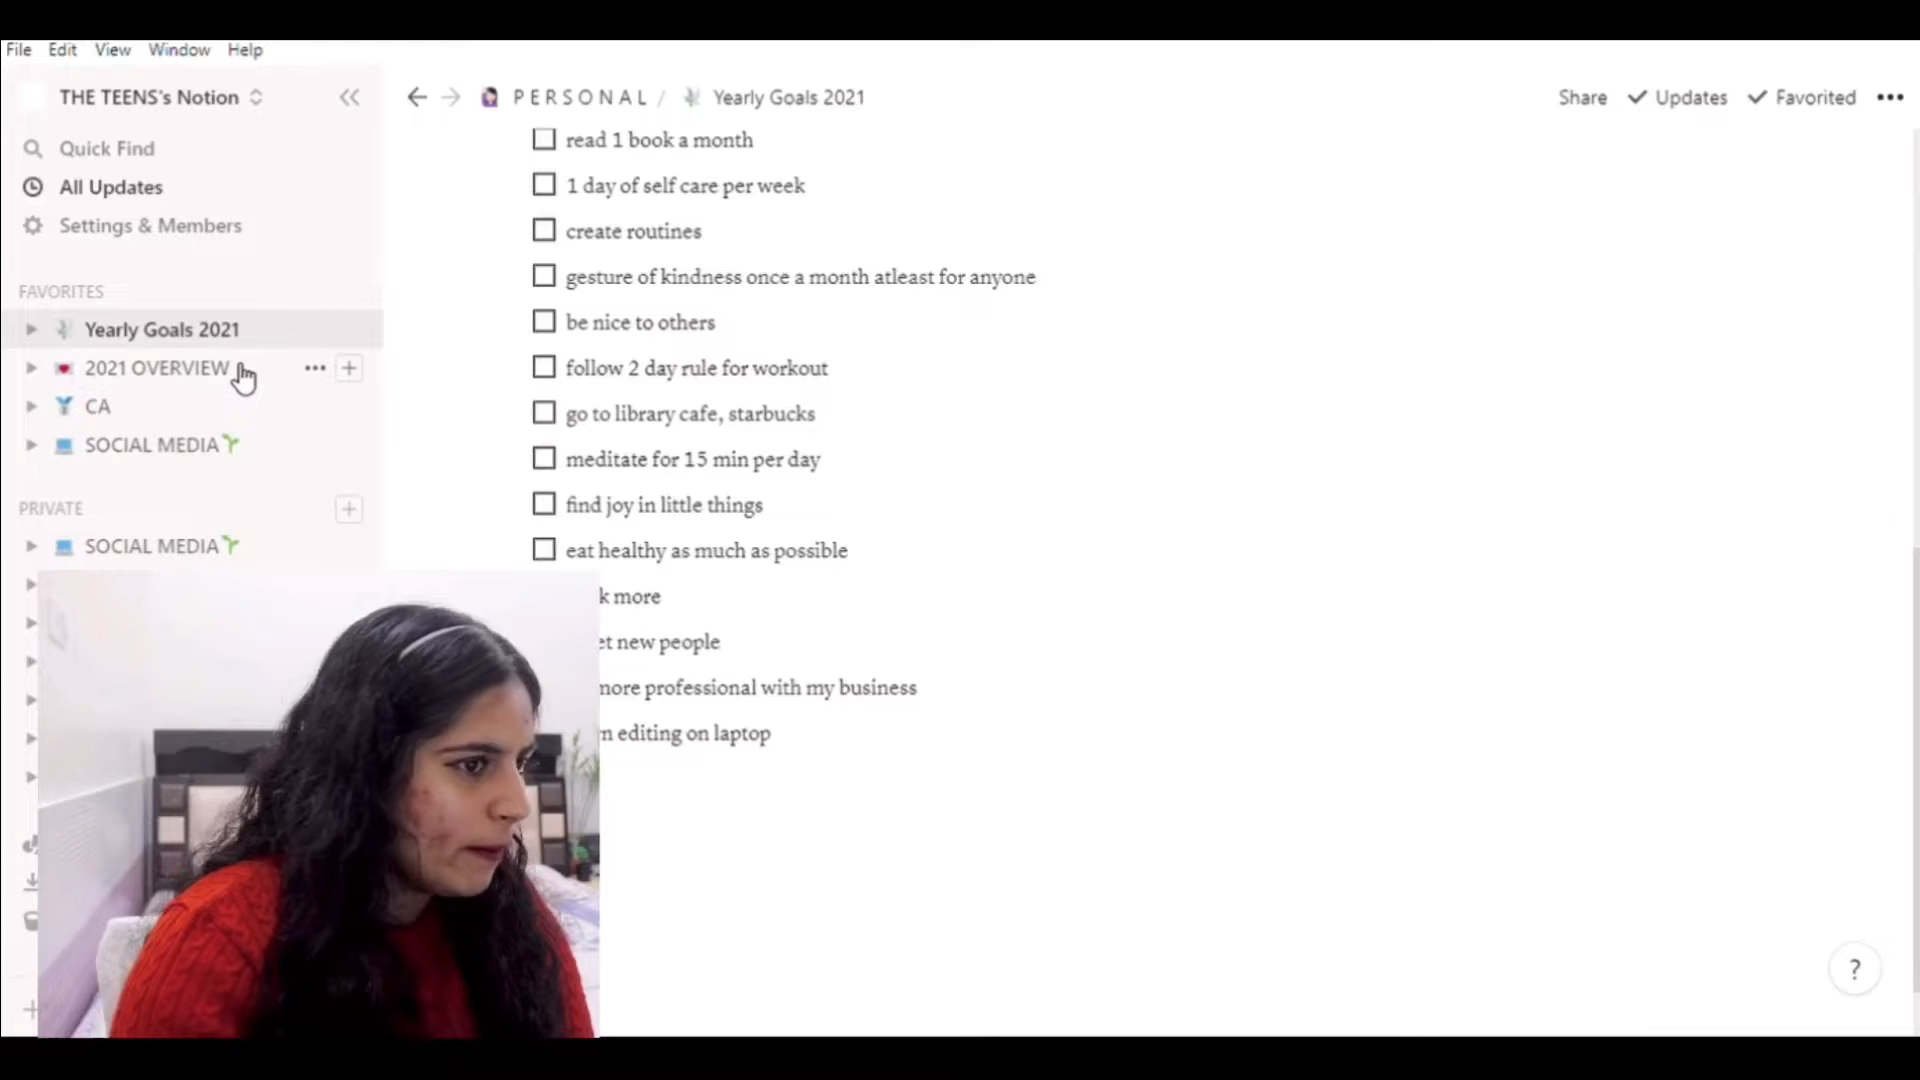 File Edit View Window Help
THE TEENS's Notion
Quick Find
All Updates
Settings & Members
FAVORITES
Yearly Goals 2021
2021 OVERVIEW
CA
SOCIAL MEDIA
PRIVATE
SOCIAL MEDIA
PERSONAL / Yearly Goals 2021
Share Updates Favorited
read 1 book a month
1 day of self care per week
create routines
gesture of kindness once a month atleast for anyone
be nice to others
follow 2 day rule for workout
go to library cafe, starbucks
meditate for 15 min per day
find joy in little things
eat healthy as much as possible
more
new people
more professional with my business
editing on laptop
?